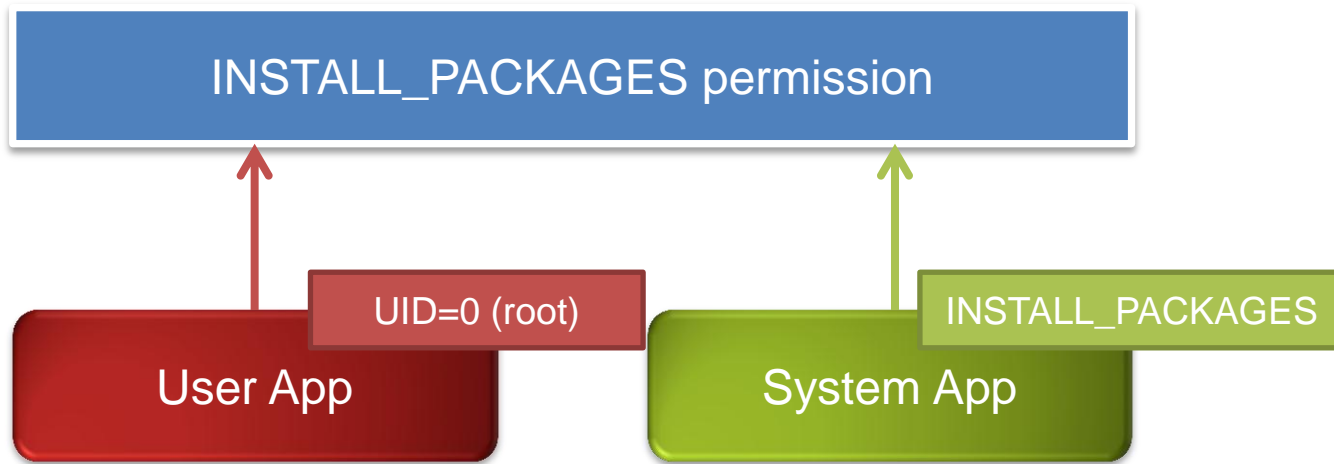 INSTALL_PACKAGES permission
UID=0 (root)
INSTALL_PACKAGES
User App
System App